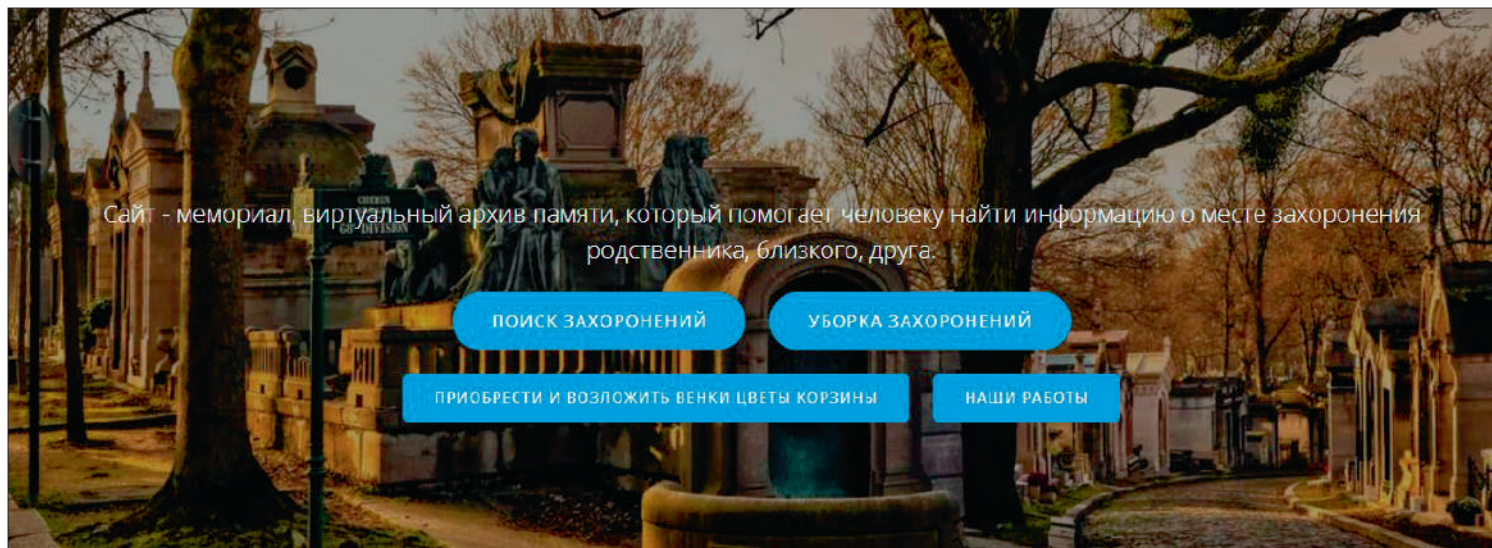 Сайт - мемориал, виртуальный архив памяти, который помогает человеку найти информацию о месте захоронения
родственника, близкого, друга.
ПОИСК ЗАХОРОНЕНИЙ
УБОРКА ЗАХОРОНЕНИЙ
ПРИОБРЕСТИ И ВОЗЛОЖИТЬ ВЕНКИ ЦВЕТЫ КОРЗИНЫ
НАШИ РАБОТЫ
CHEMIN
DIVISION